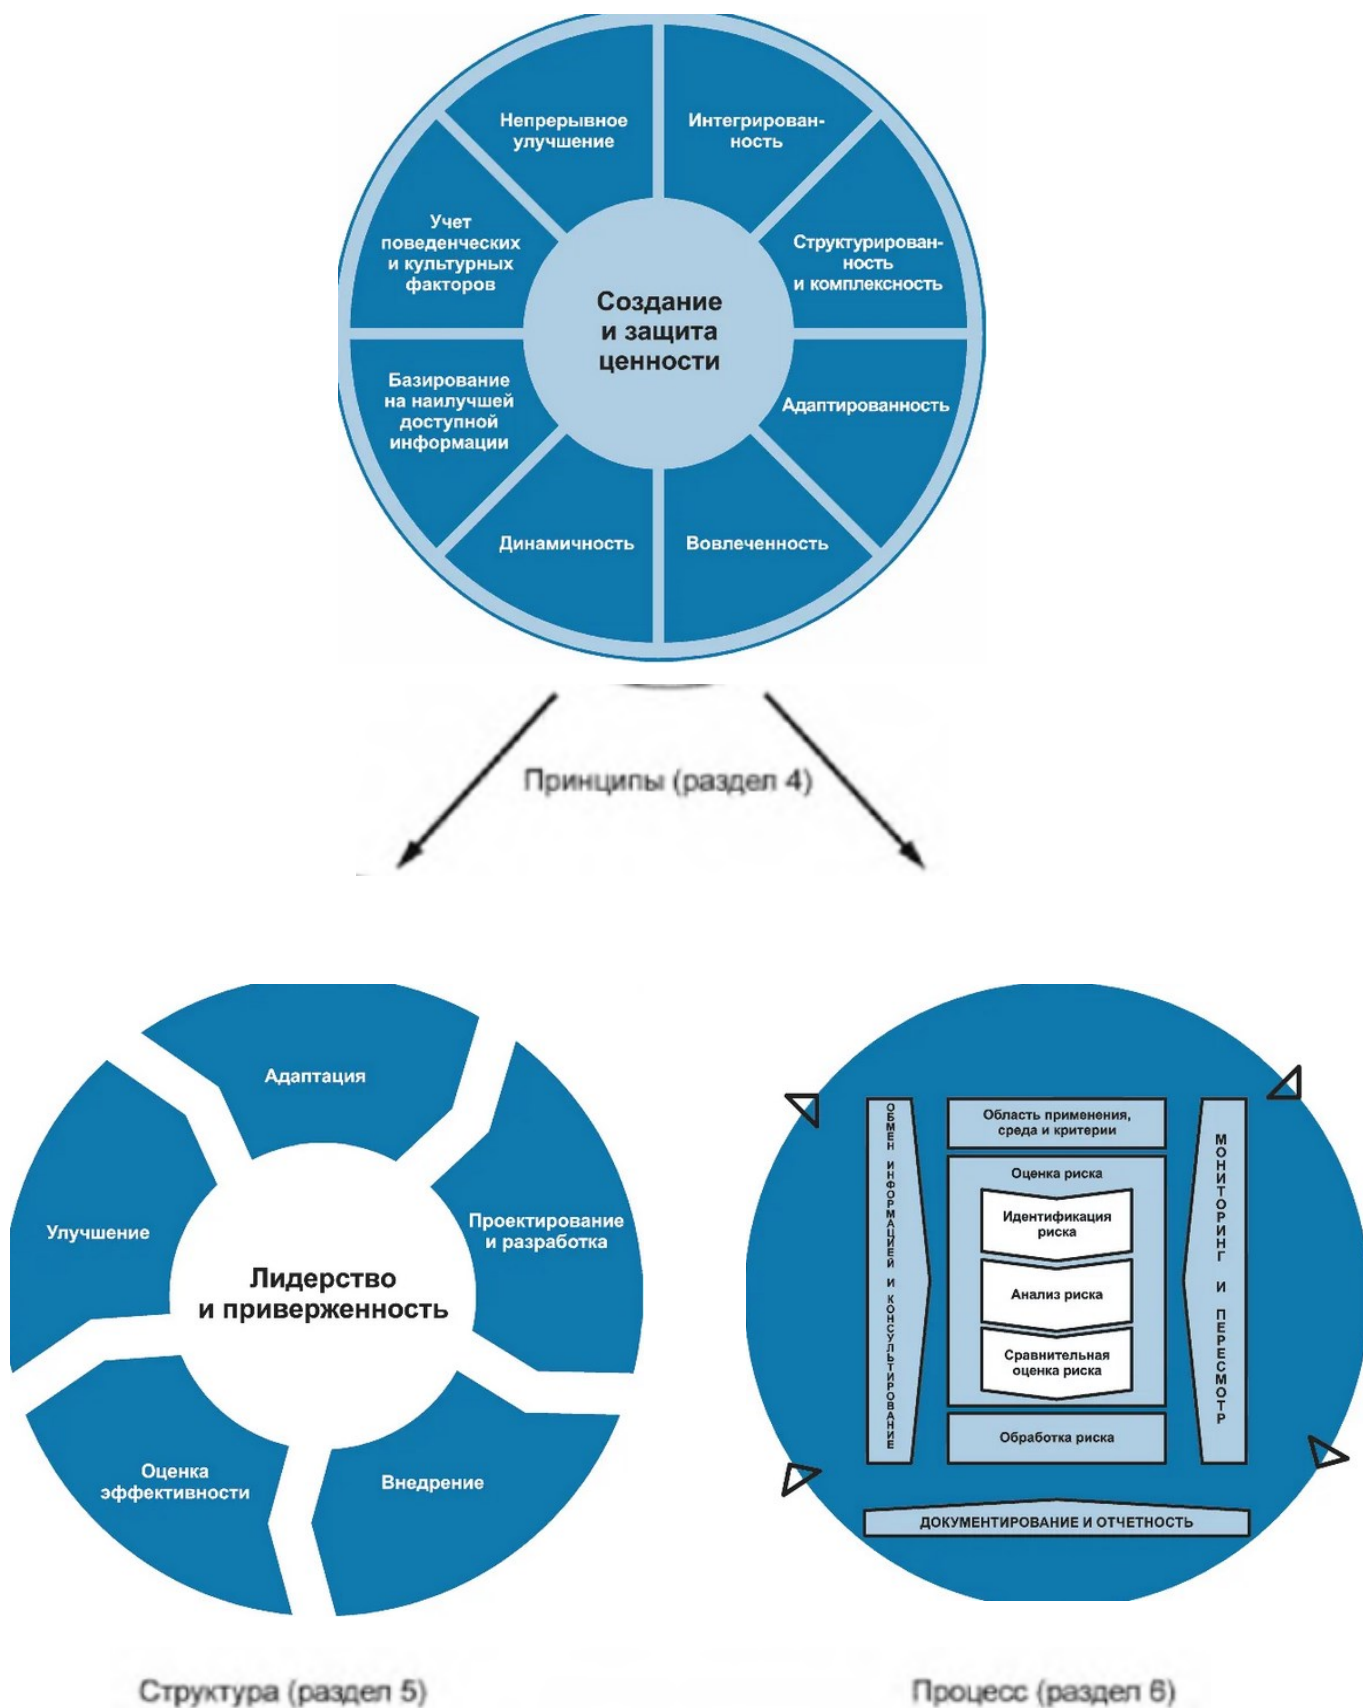 Непрерывное
улучшение
Интегрирован-
ность
Учет
поведенческих
и культурных
факторов
Структурирован-
ность
и комплексность
Создание
и защита
ценности
Базирование
на наилучшей
доступной
информации
Адаптированность
Динамичность
Вовлеченность
Принципы (раздел 4)
Адаптация
Улучшение
Проектирование
и разработка
Лидерство
и приверженность
Оценка
эффективности
Внедрение
Структура (раздел 5)
ОБМЕН ИНФОРМАЦИЕЙ И КОНСУЛЬТИРОВАНИЕ
Область применения,
среда и критерии
Оценка риска
Идентификация
риска
Анализ риска
Сравнительная
оценка риска
Обработка риска
МОНИТОРИНГ И ПЕРЕСМОТР
ДОКУМЕНТИРОВАНИЕ И ОТЧЕТНОСТЬ
Процесс (раздел 6)